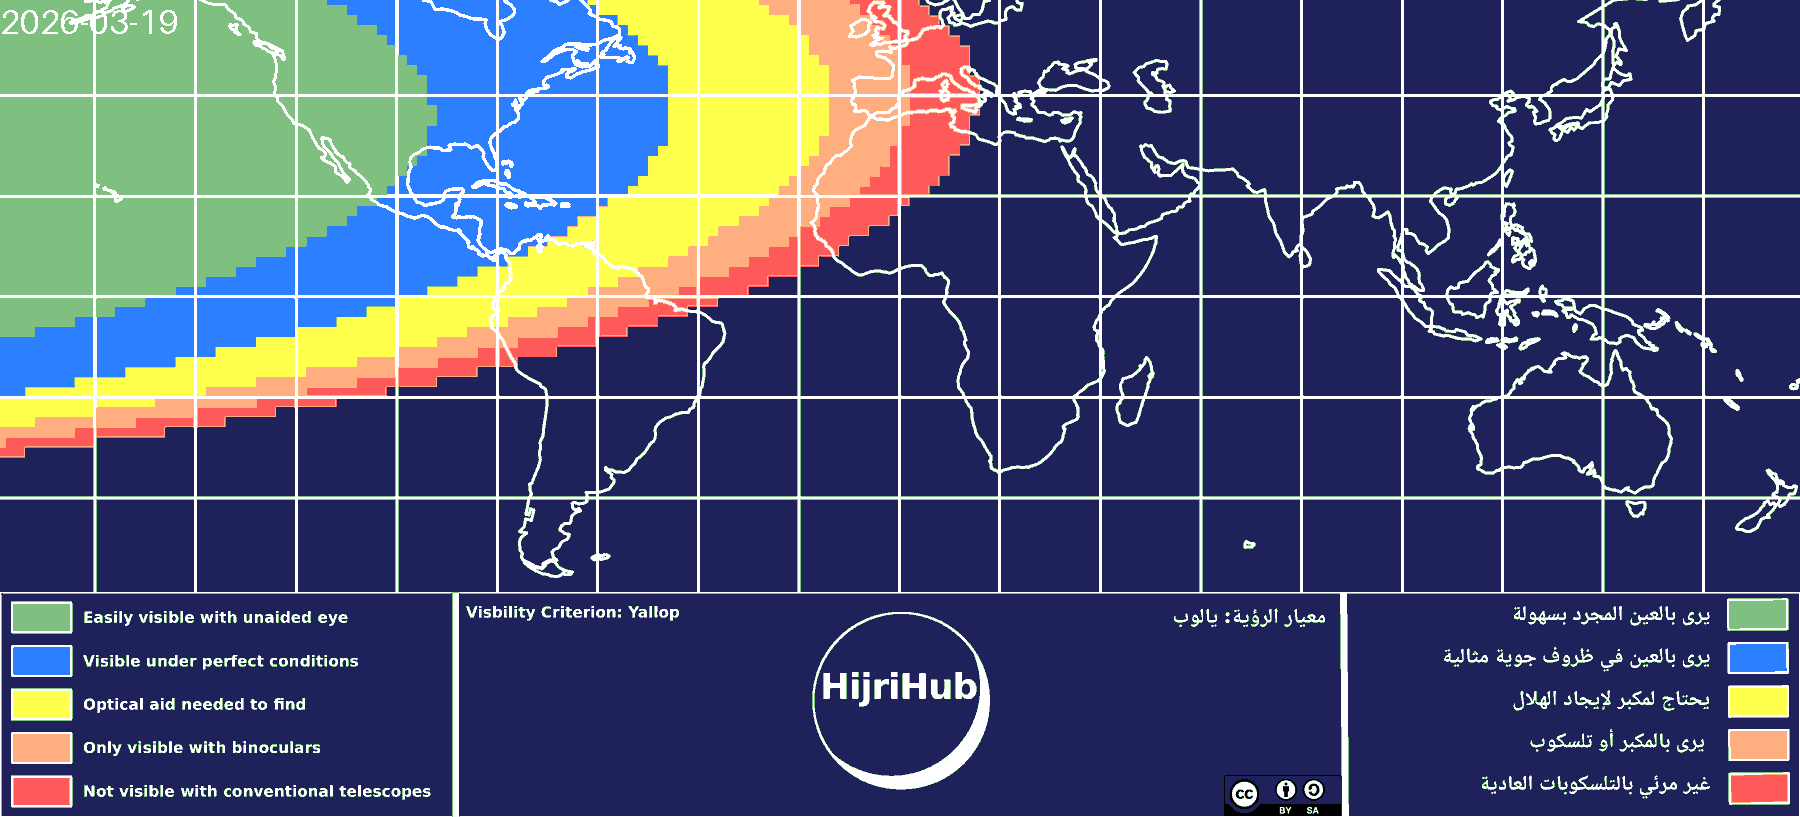 2026-03-19
Easily visible with unaided eye
Visible under perfect conditions
Optical aid needed to find
Only visible with binoculars
Not visible with conventional telescopes
Visbility Criterion: Yallop
معيار الرؤية: يالوب
HijriHub
cc
BY SA
يرى بالعين المجرد بسهولة
يرى بالعين في ظروف جوية مثالية
يحتاج لمكبر لإيجاد الهلال
يرى بالمكبر أو تلسكوب
غير مرئي بالتلسكوبات العادية